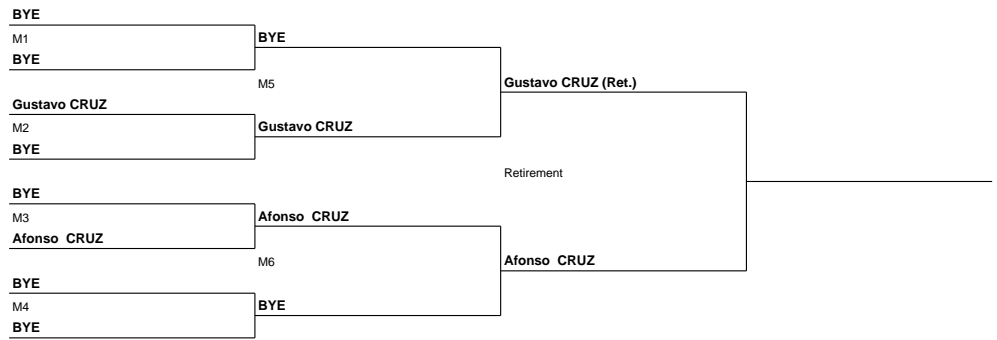 BYE
M1
BYE
BYE
M5
Gustavo CRUZ (Ret.)
Gustavo CRUZ
M2
Gustavo CRUZ
BYE
Retirement
BYE
M3
Afonso  CRUZ
Afonso  CRUZ
M6
Afonso  CRUZ
BYE
M4
BYE
BYE